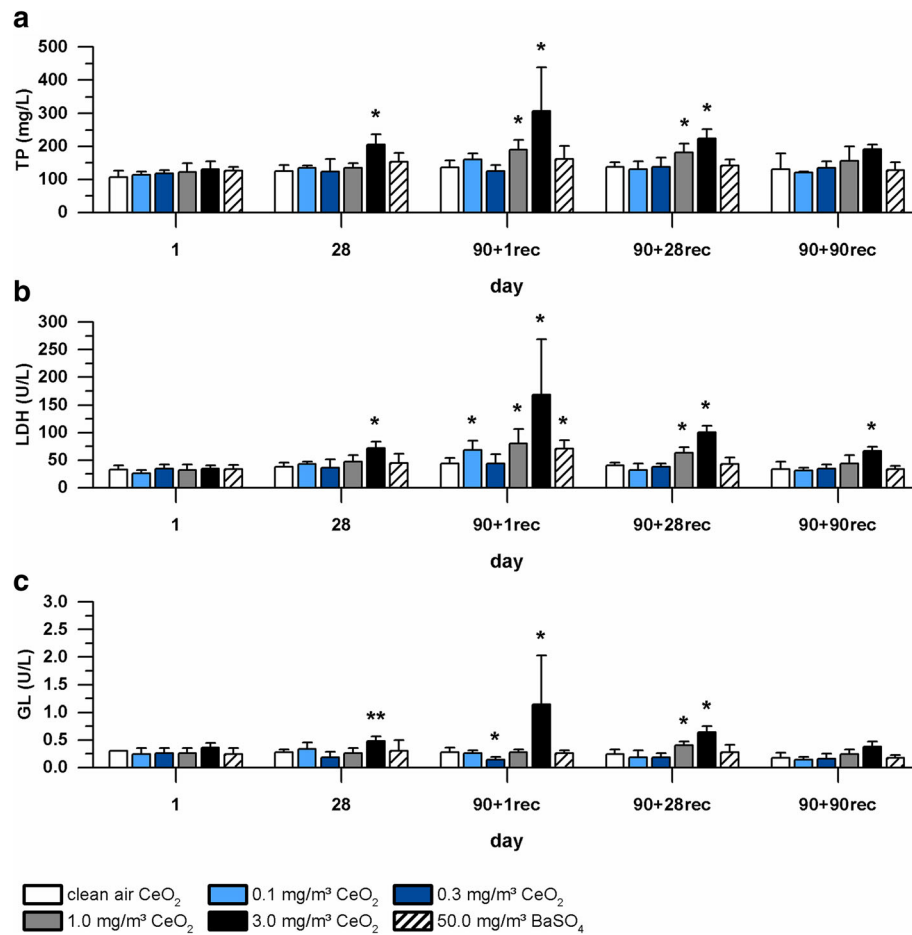 a
500
400
300
200
100
0
TP (mg/L)
*
*
*
*
*
1
28
90+1rec
90+28rec
90+90rec
day
b
300
250
200
150
100
50
0
LDH (U/L)
*
*
*
*
*
*
*
*
1
28
90+1rec
90+28rec
90+90rec
day
c
3.0
2.5
2.0
1.5
1.0
0.5
0.0
GL (U/L)
**
*
*
*
*
1
28
90+1rec
90+28rec
90+90rec
day
clean air CeO₂ 0.1 mg/m³ CeO₂ 0.3 mg/m³ CeO₂
1.0 mg/m³ CeO₂ 3.0 mg/m³ CeO₂ 50.0 mg/m³ BaSO₄